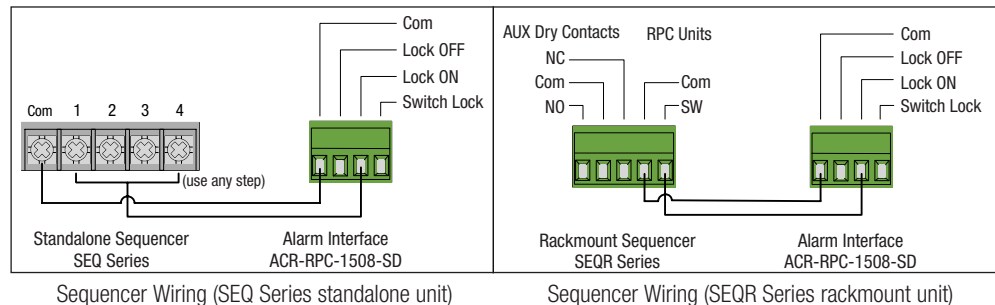 Com
Lock OFF
Lock ON
Switch Lock
Com 1 2 3 4
(use any step)
Standalone Sequencer
SEQ Series
Alarm Interface
ACR-RPC-1508-SD
AUX Dry Contacts
RPC Units
NC
Com
NO
Com
SW
Com
Lock OFF
Lock ON
Switch Lock
Rackmount Sequencer
SEQR Series
Alarm Interface
ACR-RPC-1508-SD
Sequencer Wiring (SEQ Series standalone unit)
Sequencer Wiring (SEQR Series rackmount unit)